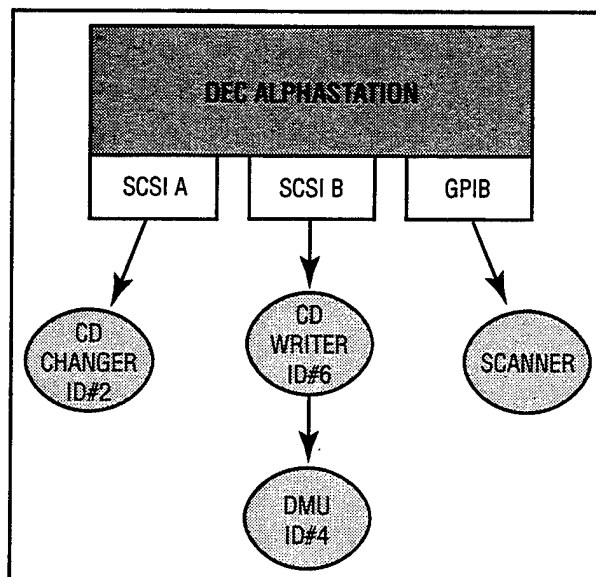 DEC ALPHASTATION
SCSI A
SCSI B
GPIB
CD
CHANGER
ID#2
CD
WRITER
ID#6
SCANNER
DMU
ID#4